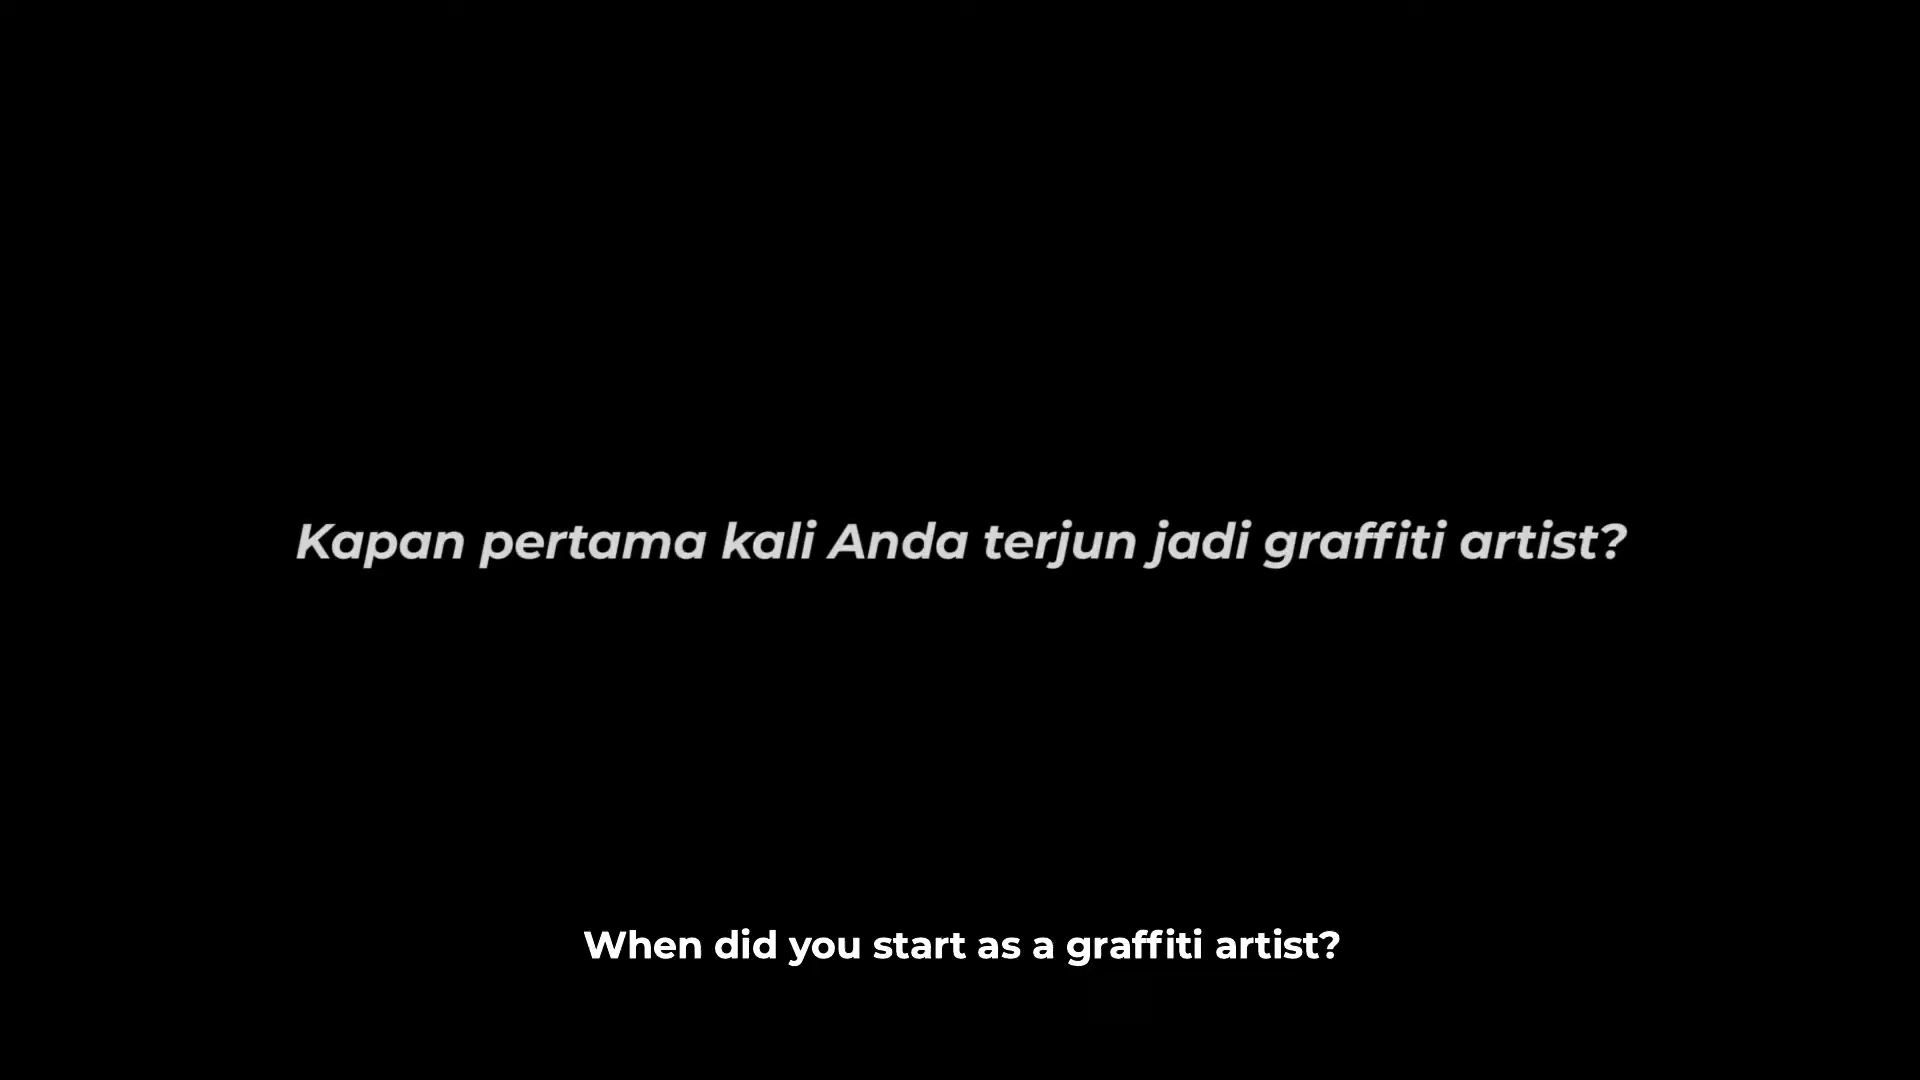 Kapan pertama kali Anda terjun jadi graffiti artist?
When did you start as a graffiti artist?